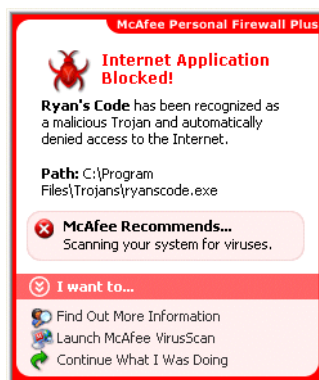 McAfee Personal Firewall Plus
Internet Application
Blocked!
Ryan's Code has been recognized as
a malicious Trojan and automatically
denied access to the Internet.
Path: C:\Program
Files\Trojans\ryanscode.exe
McAfee Recommends...
Scanning your system for viruses.
I want to...
Find Out More Information
Launch McAfee VirusScan
Continue What I Was Doing